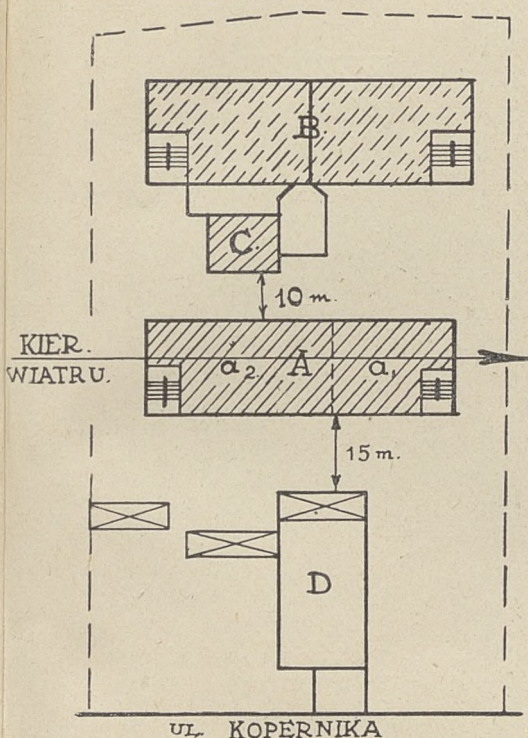 B
C.
10 m.
KIER.
WIATRU.
a₂ A a₁
15 m.
D
UL. KOPERNIKA